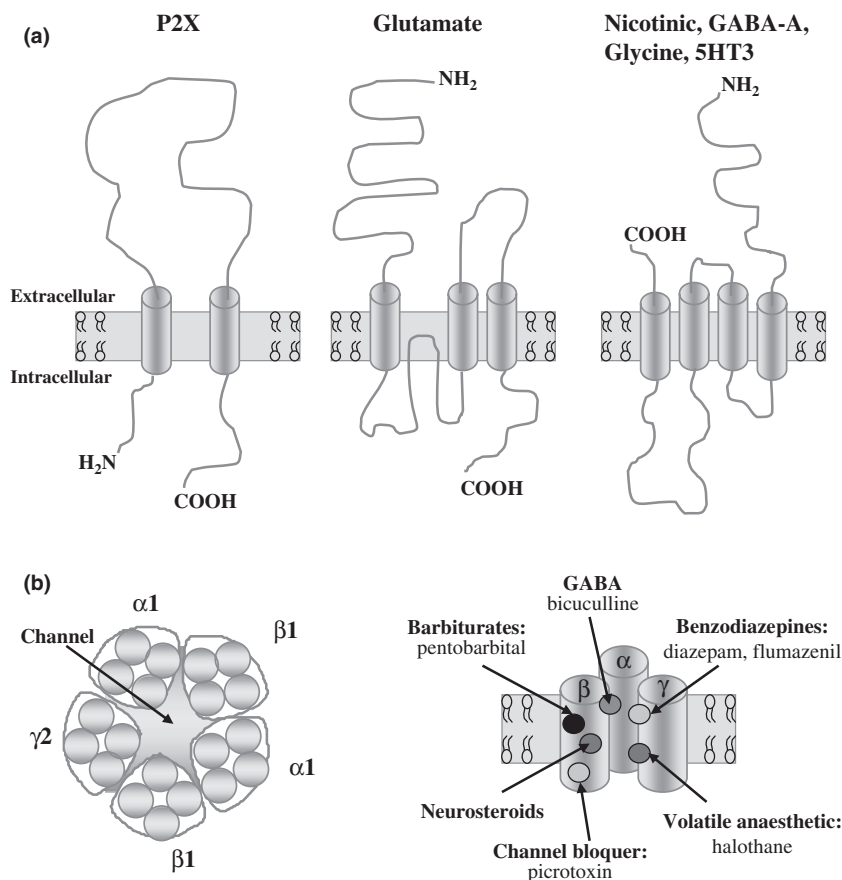 (a)
P2X
Glutamate
Nicotinic, GABA-A,
Glycine, 5HT3
NH₂
NH₂
COOH
Extracellular
Intracellular
H₂N
COOH
COOH
(b)
α1
Channel
β1
γ2
α1
β1
GABA
bicuculline
Barbiturates:
pentobarbital
Benzodiazepines:
diazepam, flumazenil
α
β
γ
Neurosteroids
Volatile anaesthetic:
halothane
Channel bloquer:
picrotoxin